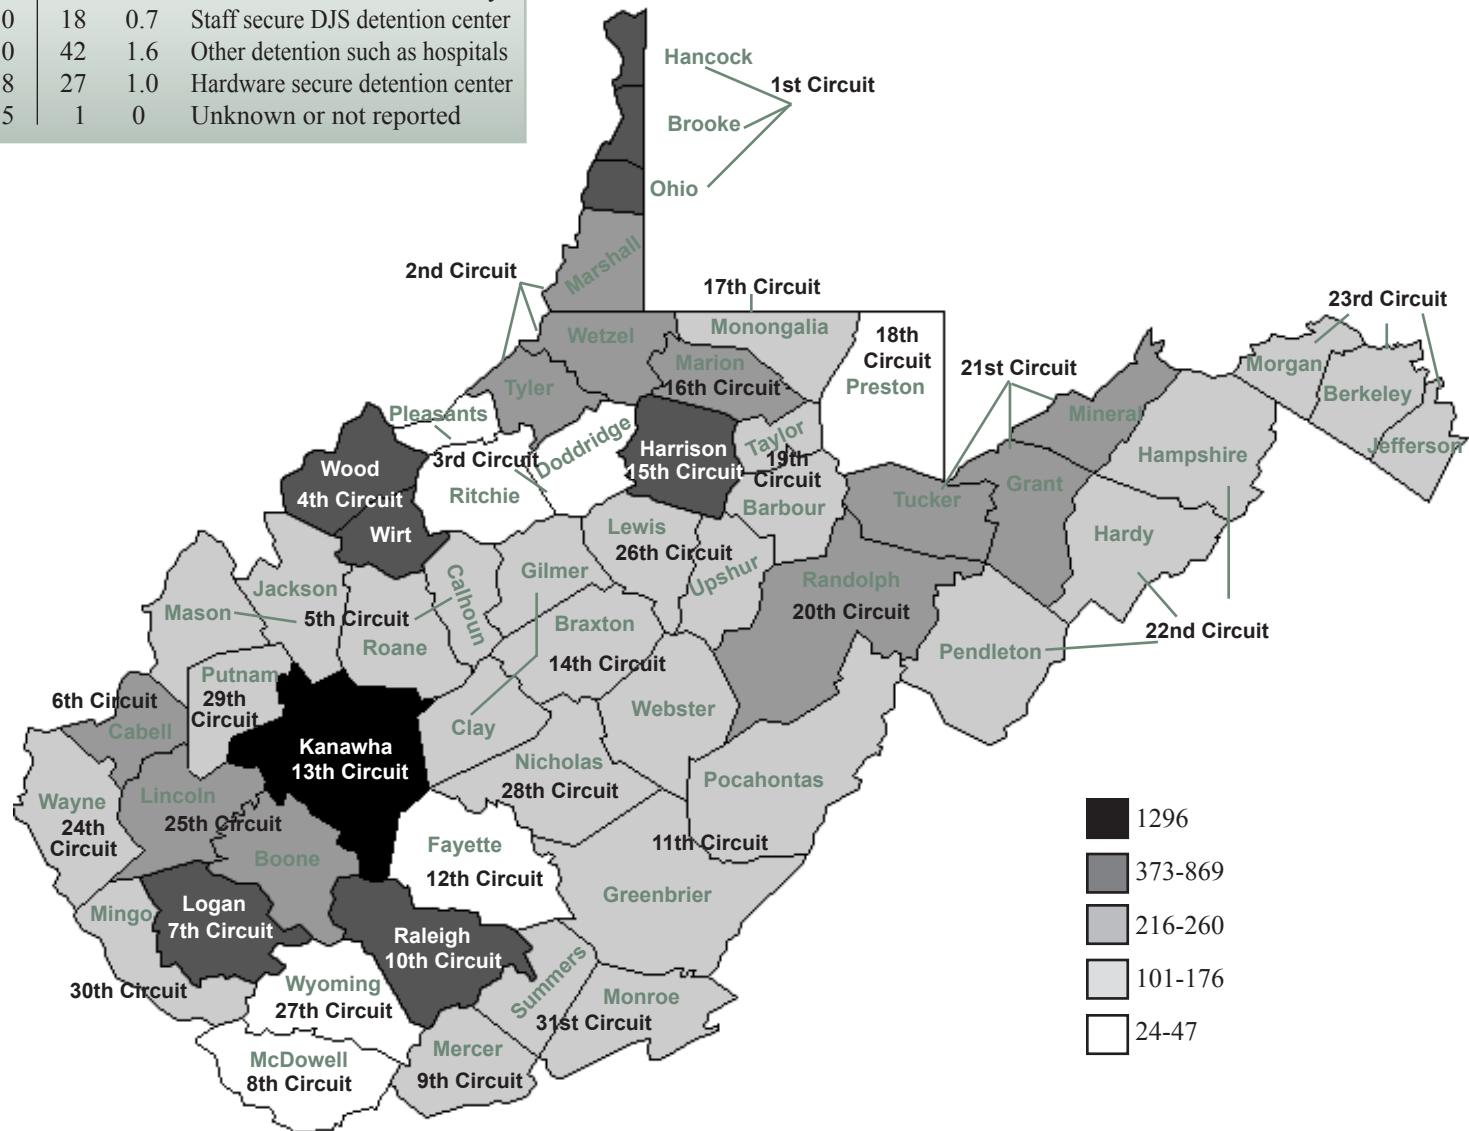 0 18 0.7 Staff secure DJS detention center
0 42 1.6 Other detention such as hospitals
8 27 1.0 Hardware secure detention center
5 1 0 Unknown or not reported
Hancock
1st Circuit
Brooke
Ohio
Marshall
2nd Circuit
17th Circuit
23rd Circuit
Wetzel
Monongalia
18th
Circuit
Preston
Marion
16th Circuit
21st Circuit
Morgan
Tyler
Berkeley
Pleasants
Mineral
Jefferson
Doddridge
Harrison
15th Circuit
Taylor
19th
Circuit
Barbour
Hampshire
3rd Circuit
Ritchie
Wood
4th Circuit
Wirt
Tucker
Grant
Hardy
Lewis
26th Circuit
Upshur
Gilmer
Calhoun
Jackson
Mason
5th Circuit
Roane
Randolph
20th Circuit
Braxton
14th Circuit
22nd Circuit
Pendleton
Putnam
29th
Circuit
6th Circuit
Cabell
Webster
Clay
Kanawha
13th Circuit
Nicholas
28th Circuit
Pocahontas
Wayne
24th
Circuit
Lincoln
25th Circuit
Boone
11th Circuit
Greenbrier
Fayette
12th Circuit
Mingo
Logan
7th Circuit
Raleigh
10th Circuit
30th Circuit
Wyoming
27th Circuit
Summers
Monroe
31st Circuit
McDowell
8th Circuit
Mercer
9th Circuit
1296
373-869
216-260
101-176
24-47